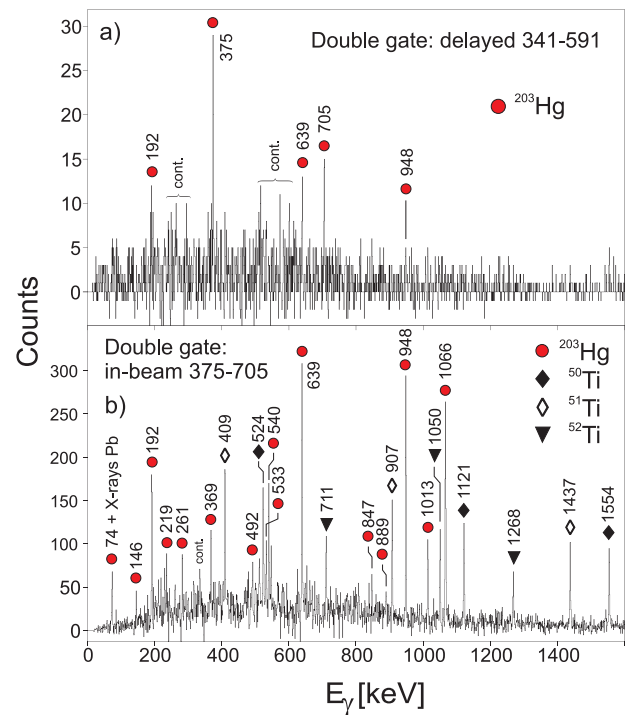 a)
Double gate: delayed 341-591
²⁰³Hg
192
cont.
375
cont.
639
705
948
30
25
20
15
10
5
0
Counts
Double gate:
in-beam 375-705
b)
²⁰³Hg
⁵⁰Ti
⁵¹Ti
⁵²Ti
74 + X-rays Pb
146
192
219
261
cont.
369
409
492
524
540
533
639
711
847
889
907
948
1013
1050
1066
1121
1268
1437
1554
300
250
200
150
100
50
0
0 200 400 600 800 1000 1200 1400
Eγ [keV]